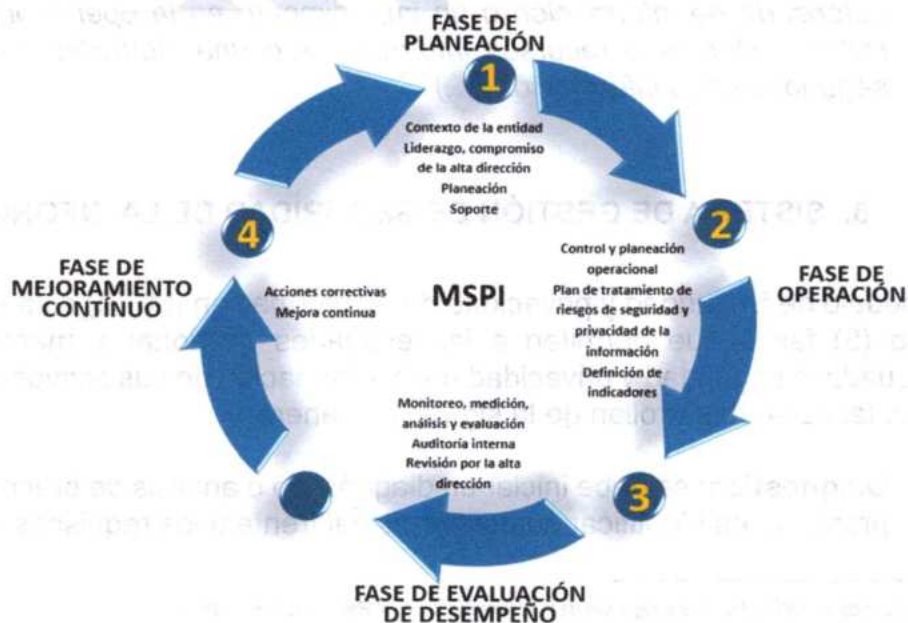 FASE DE
PLANEACIÓN
1
Contexto de la entidad
Liderazgo, compromiso
de la alta dirección
Planeación
Soporte
2
FASE DE
OPERACIÓN
Control y planeación
operacional
Plan de tratamiento de
riesgos de seguridad y
privacidad de la
información
Definición de
indicadores
4
FASE DE
MEJORAMIENTO
CONTÍNUO
Acciones correctivas
Mejora continua
MSPI
Monitoreo, medición,
análisis y evaluación
Auditoría interna
Revisión por la alta
dirección
3
FASE DE EVALUACIÓN
DE DESEMPEÑO